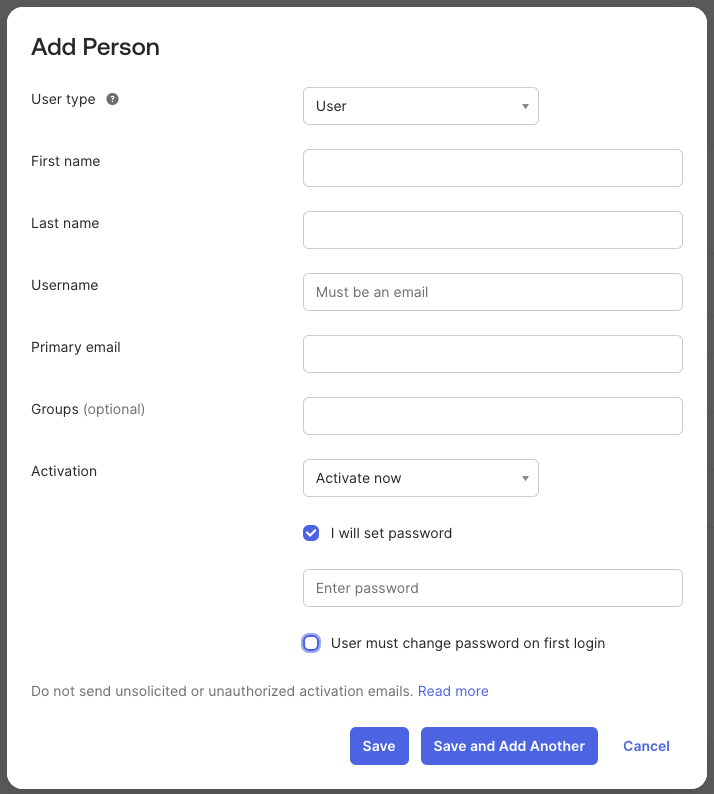 Add Person
User type ?
User
First name
Last name
Username
Must be an email
Primary email
Groups (optional)
Activation
Activate now
I will set password
Enter password
User must change password on first login
Do not send unsolicited or unauthorized activation emails. Read more
Save Save and Add Another Cancel